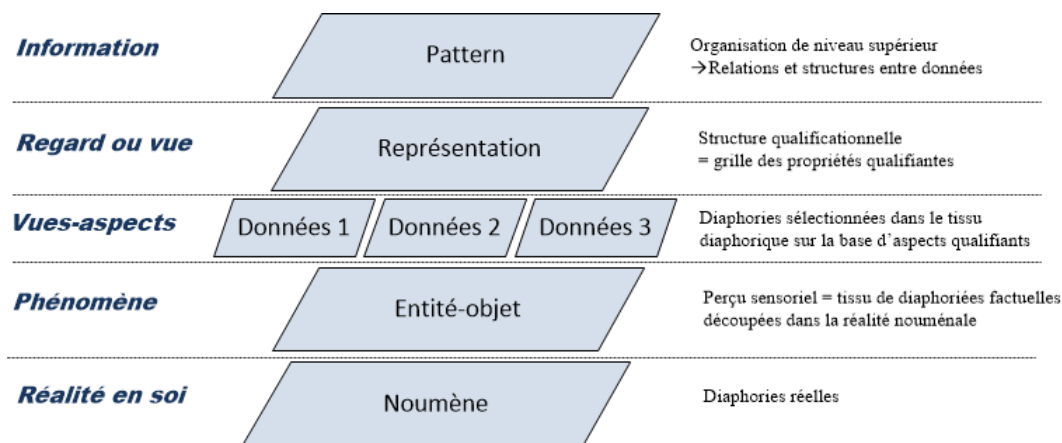 Information
Pattern
Organisation de niveau supérieur
→Relations et structures entre données
Regard ou vue
Représentation
Structure qualificationnelle
= grille des propriétés qualifiantes
Vues-aspects
Données 1
Données 2
Données 3
Diaphories sélectionnées dans le tissu
diaphorique sur la base d'aspects qualifiants
Phénomène
Entité-objet
Perçu sensoriel = tissu de diaphoriées factuelles
découpées dans la réalité nouménale
Réalité en soi
Noumène
Diaphories réelles